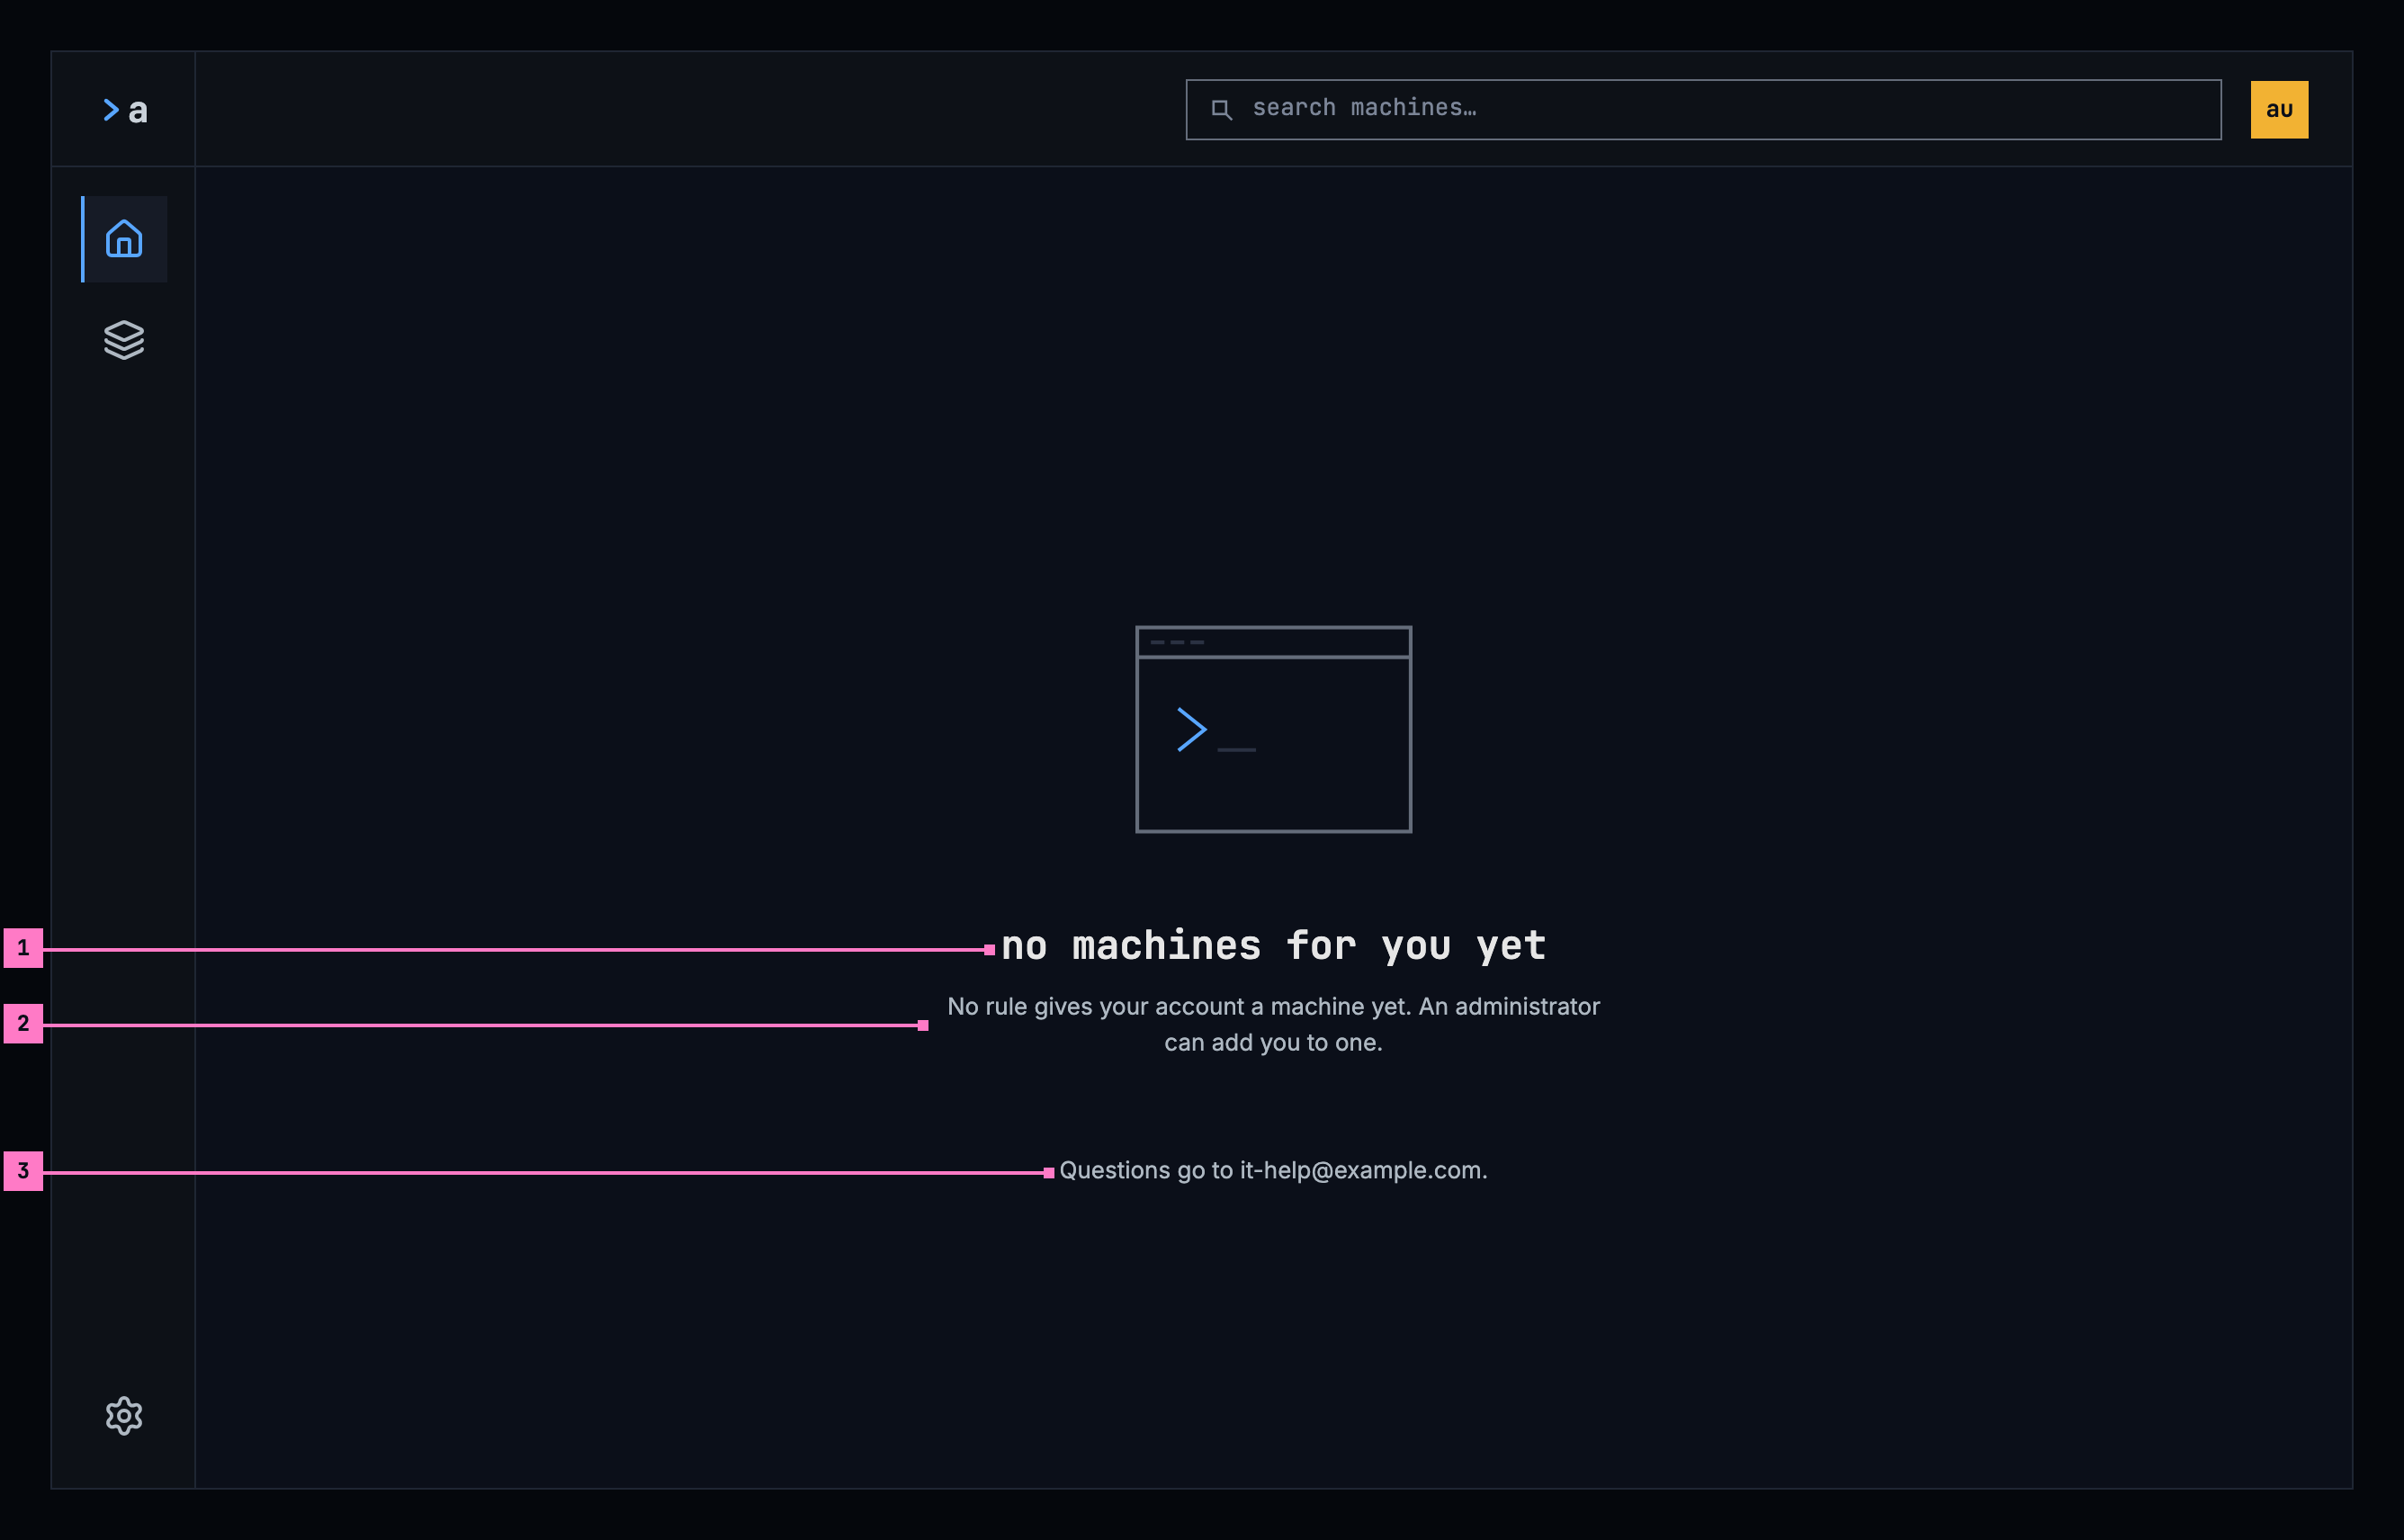 >a
search machines…
au
1
no machines for you yet
2
No rule gives your account a machine yet. An administrator
can add you to one.
3
Questions go to it-help@example.com.